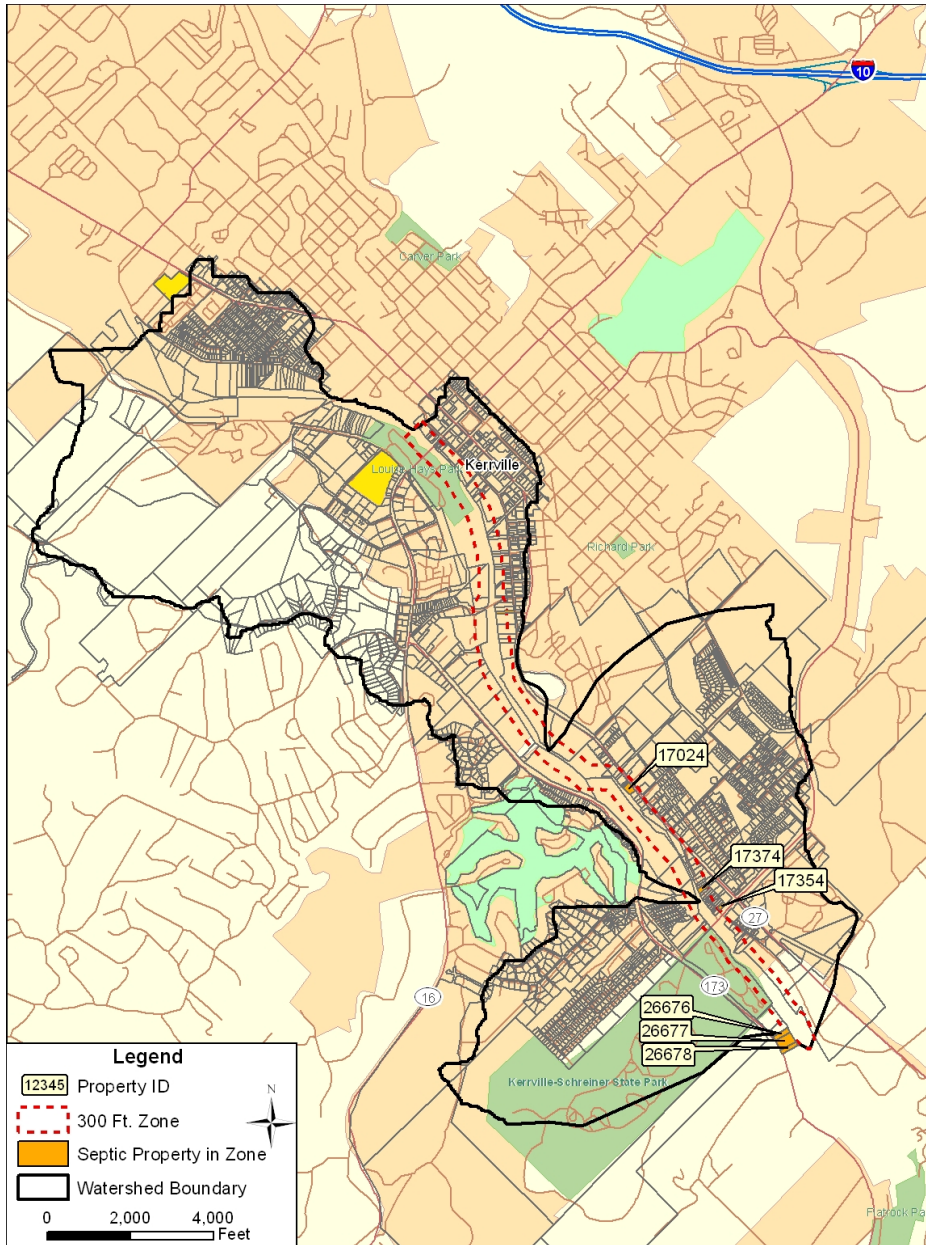 10
Carver Park
Louise Hays Park
Kerrville
Richard Park
17024
17374
17354
27
173
16
26676
26677
26678
Kerrville-Schreiner State Park
Flatrock Pa
Legend
12345 Property ID
300 Ft. Zone
Septic Property in Zone
Watershed Boundary
N
0 2,000 4,000
Feet